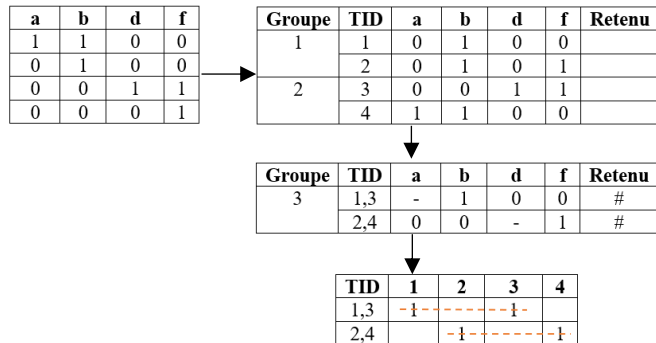 a b d f
1 1 0 0
0 1 0 0
0 0 1 1
0 0 0 1
Groupe TID a b d f Retenu
1 1 0 1 0 0
2 0 1 0 1
2 3 0 0 1 1
4 1 1 0 0
Groupe TID a b d f Retenu
3 1,3 - 1 0 0 #
2,4 0 0 - 1 #
TID 1 2 3 4
1,3 1 1
2,4 1 1